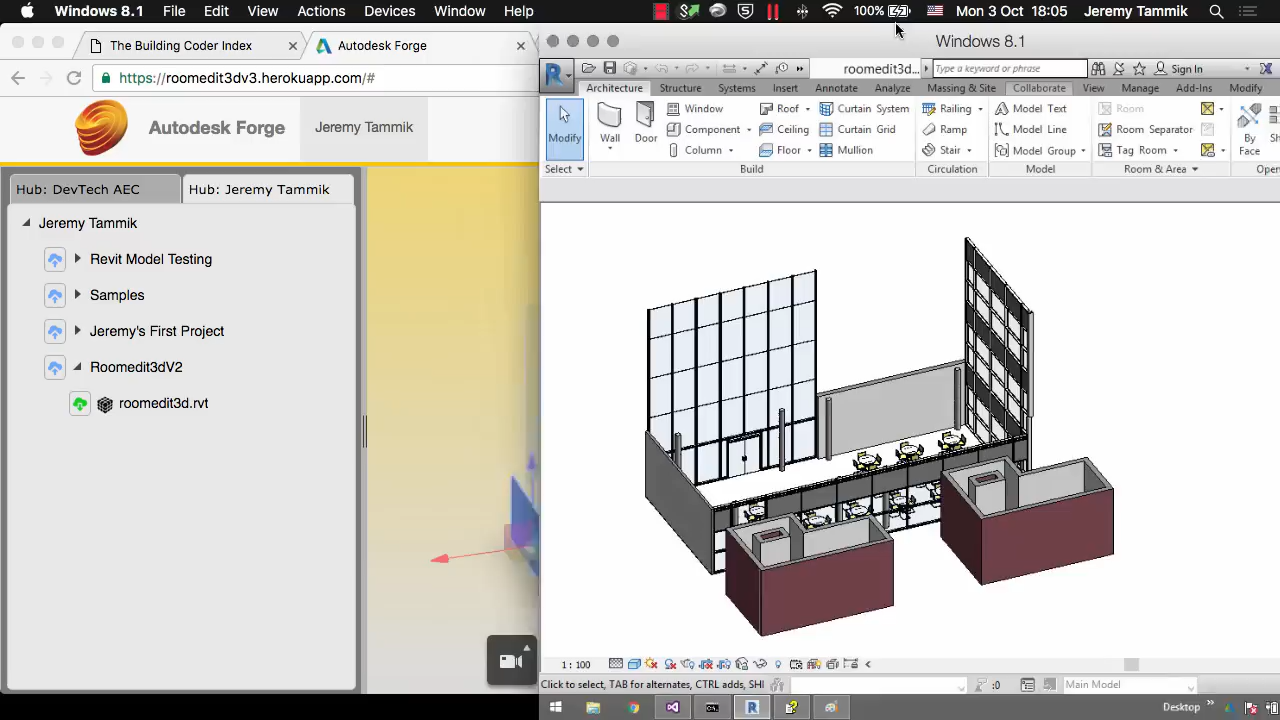 Windows 8.1 File Edit View Actions Devices Window Help 100% Mon 3 Oct 18:05 Jeremy Tammik
The Building Coder Index × Autodesk Forge ×
https://roomedit3dv3.herokuapp.com/#
Autodesk Forge Jeremy Tammik
Hub: DevTech AEC Hub: Jeremy Tammik
Jeremy Tammik
Revit Model Testing
Samples
Jeremy's First Project
Roomedit3dV2
roomedit3d.rvt
Windows 8.1
roomedit3d... Type a keyword or phrase Sign In
Architecture Structure Systems Insert Annotate Analyze Massing & Site Collaborate View Manage Add-Ins Modify
Modify Wall Door Window Component Column Roof Ceiling Floor Curtain System Curtain Grid Mullion Railing Ramp Stair Model Text Model Line Model Group Room Room Separator Tag Room By Face
Select Build Circulation Model Room & Area Open
1 : 100
Click to select, TAB for alternates, CTRL adds, SHI :0 Main Model
Desktop